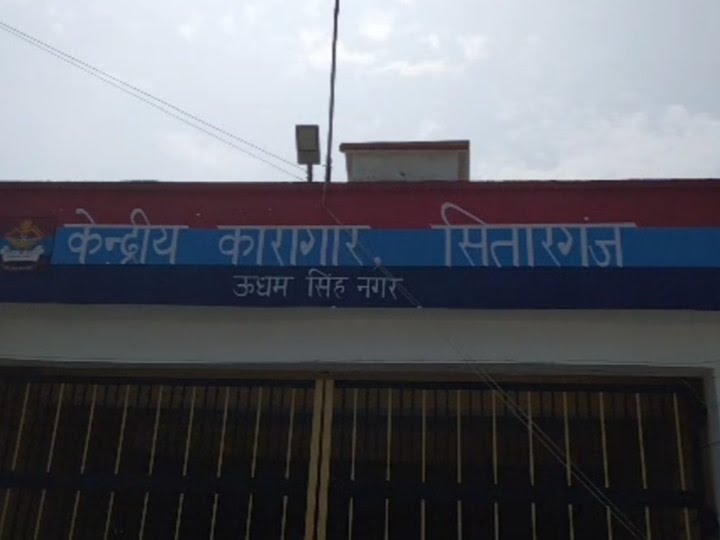 केन्द्रीय कारागार, सितारगंज
ऊधम सिंह नगर